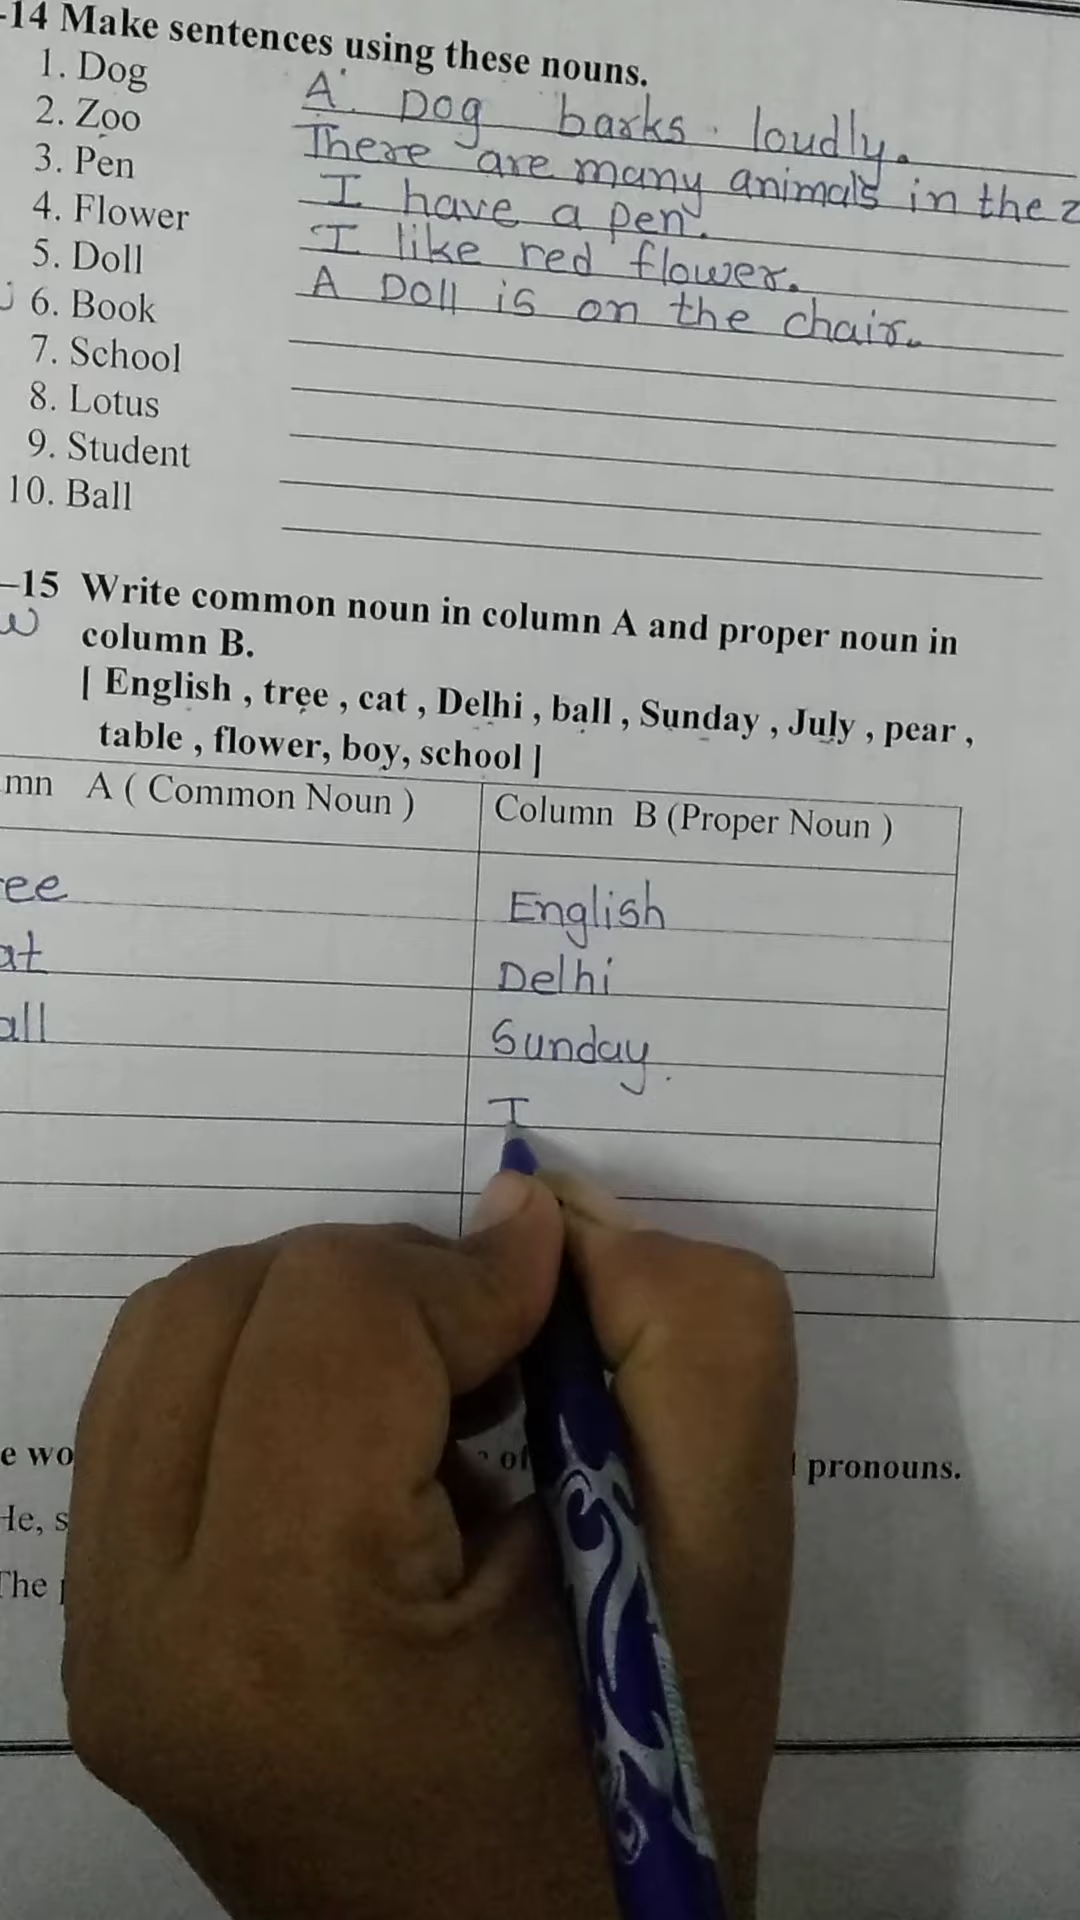 -14 Make sentences using these nouns.
1. Dog A. Dog barks loudly.
2. Zoo There are many animals in the z
3. Pen I have a pen.
4. Flower I like red flower.
5. Doll A Doll is on the chair.
6. Book
7. School
8. Lotus
9. Student
10. Ball
-15 Write common noun in column A and proper noun in
column B.
[ English , tree , cat , Delhi , ball , Sunday , July , pear ,
table , flower, boy, school ]
mn A ( Common Noun ) Column B (Proper Noun )
ee English
at Delhi
all Sunday
e wo of pronouns.
He, s
The